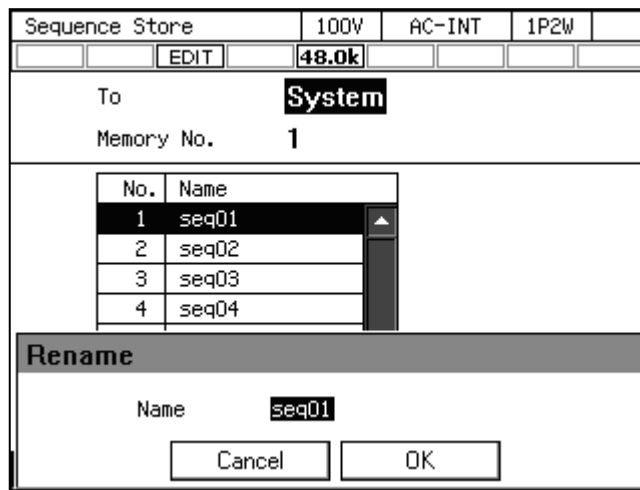 Sequence Store 100V AC-INT 1P2W
EDIT 48.0k
To System
Memory No. 1
No. Name
1 seq01
2 seq02
3 seq03
4 seq04
Rename
Name seq01
Cancel OK